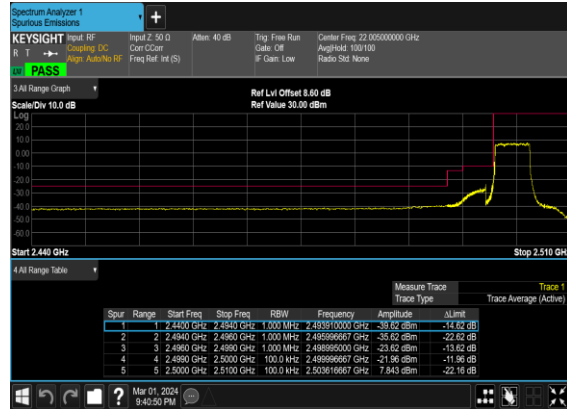 Spectrum Analyzer 1
Spurious Emissions
KEYSIGHT Input: RF Input Z: 50 Ω Atten: 40 dB Trig: Free Run Center Freq: 22.005000000 GHz
R T Coupling: DC Corr CCorr Gate: Off Avg|Hold: 100/100
Align: Auto/No RF Freq Ref: Int (S) IF Gain: Low Radio Std: None
PASS
3 All Range Graph
Ref Lvl Offset 8.60 dB
Scale/Div 10.0 dB Ref Value 30.00 dBm
Log
20.0
10.0
0.00
-10.0
-20.0
-30.0
-40.0
-50.0
-60.0
Start 2.440 GHz Stop 2.510 GH
4 All Range Table
Measure Trace Trace 1
Trace Type Trace Average (Active)
Spur Range Start Freq Stop Freq RBW Frequency Amplitude ΔLimit
1 1 2.4400 GHz 2.4940 GHz 1.000 MHz 2.493910000 GHz -39.62 dBm -14.62 dB
2 2 2.4940 GHz 2.4960 GHz 1.000 MHz 2.495996667 GHz -35.62 dBm -22.62 dB
3 3 2.4960 GHz 2.4990 GHz 1.000 MHz 2.498995000 GHz -23.62 dBm -13.62 dB
4 4 2.4990 GHz 2.5000 GHz 100.0 kHz 2.499996667 GHz -21.96 dBm -11.96 dB
5 5 2.5000 GHz 2.5100 GHz 100.0 kHz 2.503616667 GHz 7.843 dBm -22.16 dB
? Mar 01, 2024
9:40:50 PM